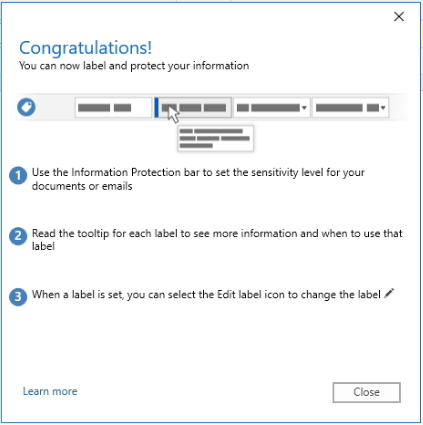 Congratulations!
You can now label and protect your information
1 Use the Information Protection bar to set the sensitivity level for your
documents or emails
2 Read the tooltip for each label to see more information and when to use that
label
3 When a label is set, you can select the Edit label icon to change the label
Learn more
Close